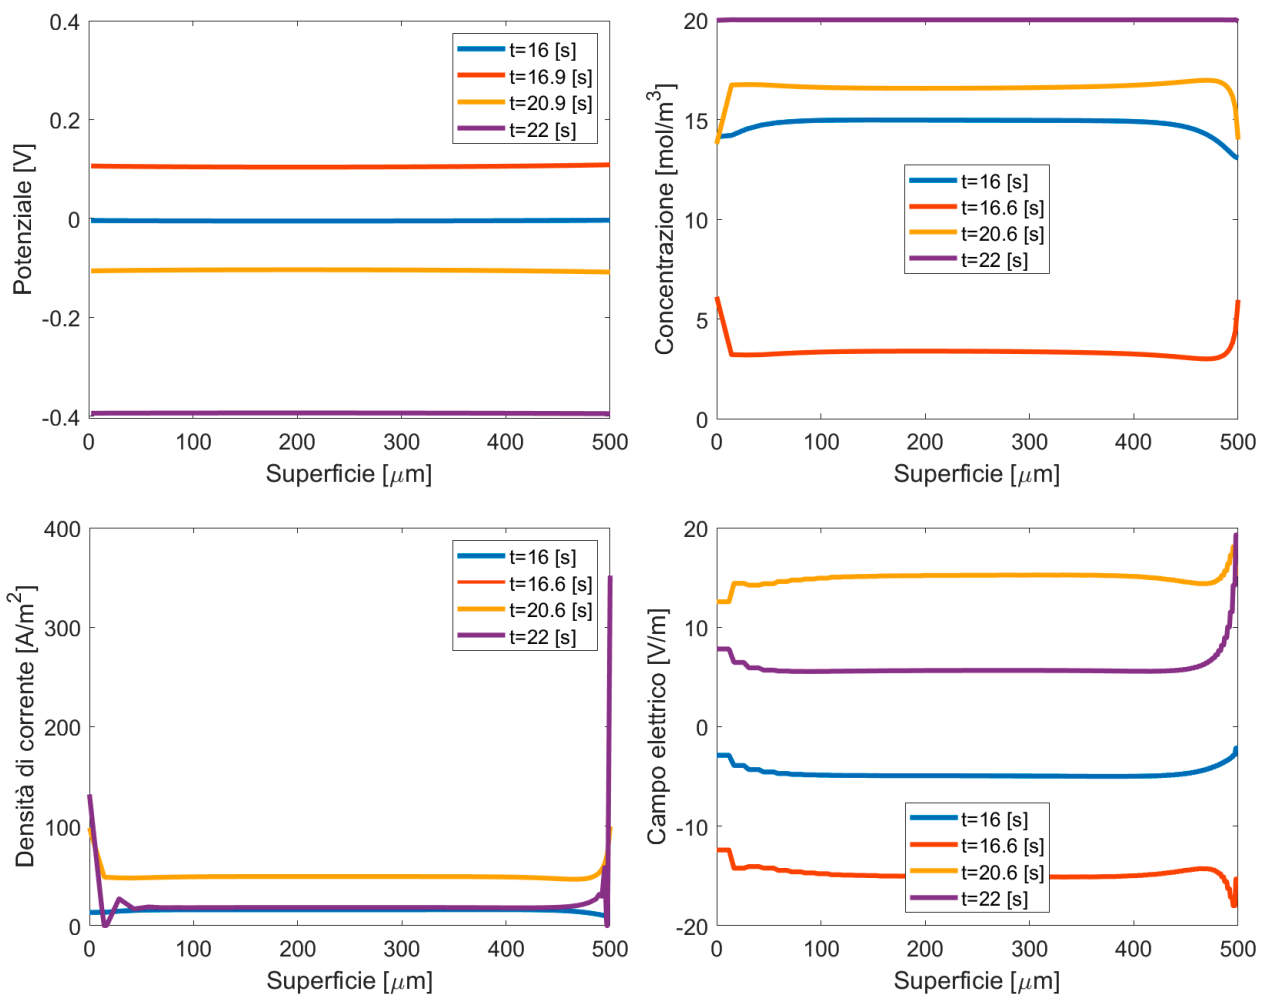 0.4
0.2
0
-0.2
-0.4
Potenziale [V]
t=16 [s]
t=16.9 [s]
t=20.9 [s]
t=22 [s]
0 100 200 300 400 500
Superficie [μm]
20
15
10
5
0
Concentrazione [mol/m³]
t=16 [s]
t=16.6 [s]
t=20.6 [s]
t=22 [s]
0 100 200 300 400 500
Superficie [μm]
400
300
200
100
0
Densità di corrente [A/m²]
t=16 [s]
t=16.6 [s]
t=20.6 [s]
t=22 [s]
0 100 200 300 400 500
Superficie [μm]
20
10
0
-10
-20
Campo elettrico [V/m]
t=16 [s]
t=16.6 [s]
t=20.6 [s]
t=22 [s]
0 100 200 300 400 500
Superficie [μm]